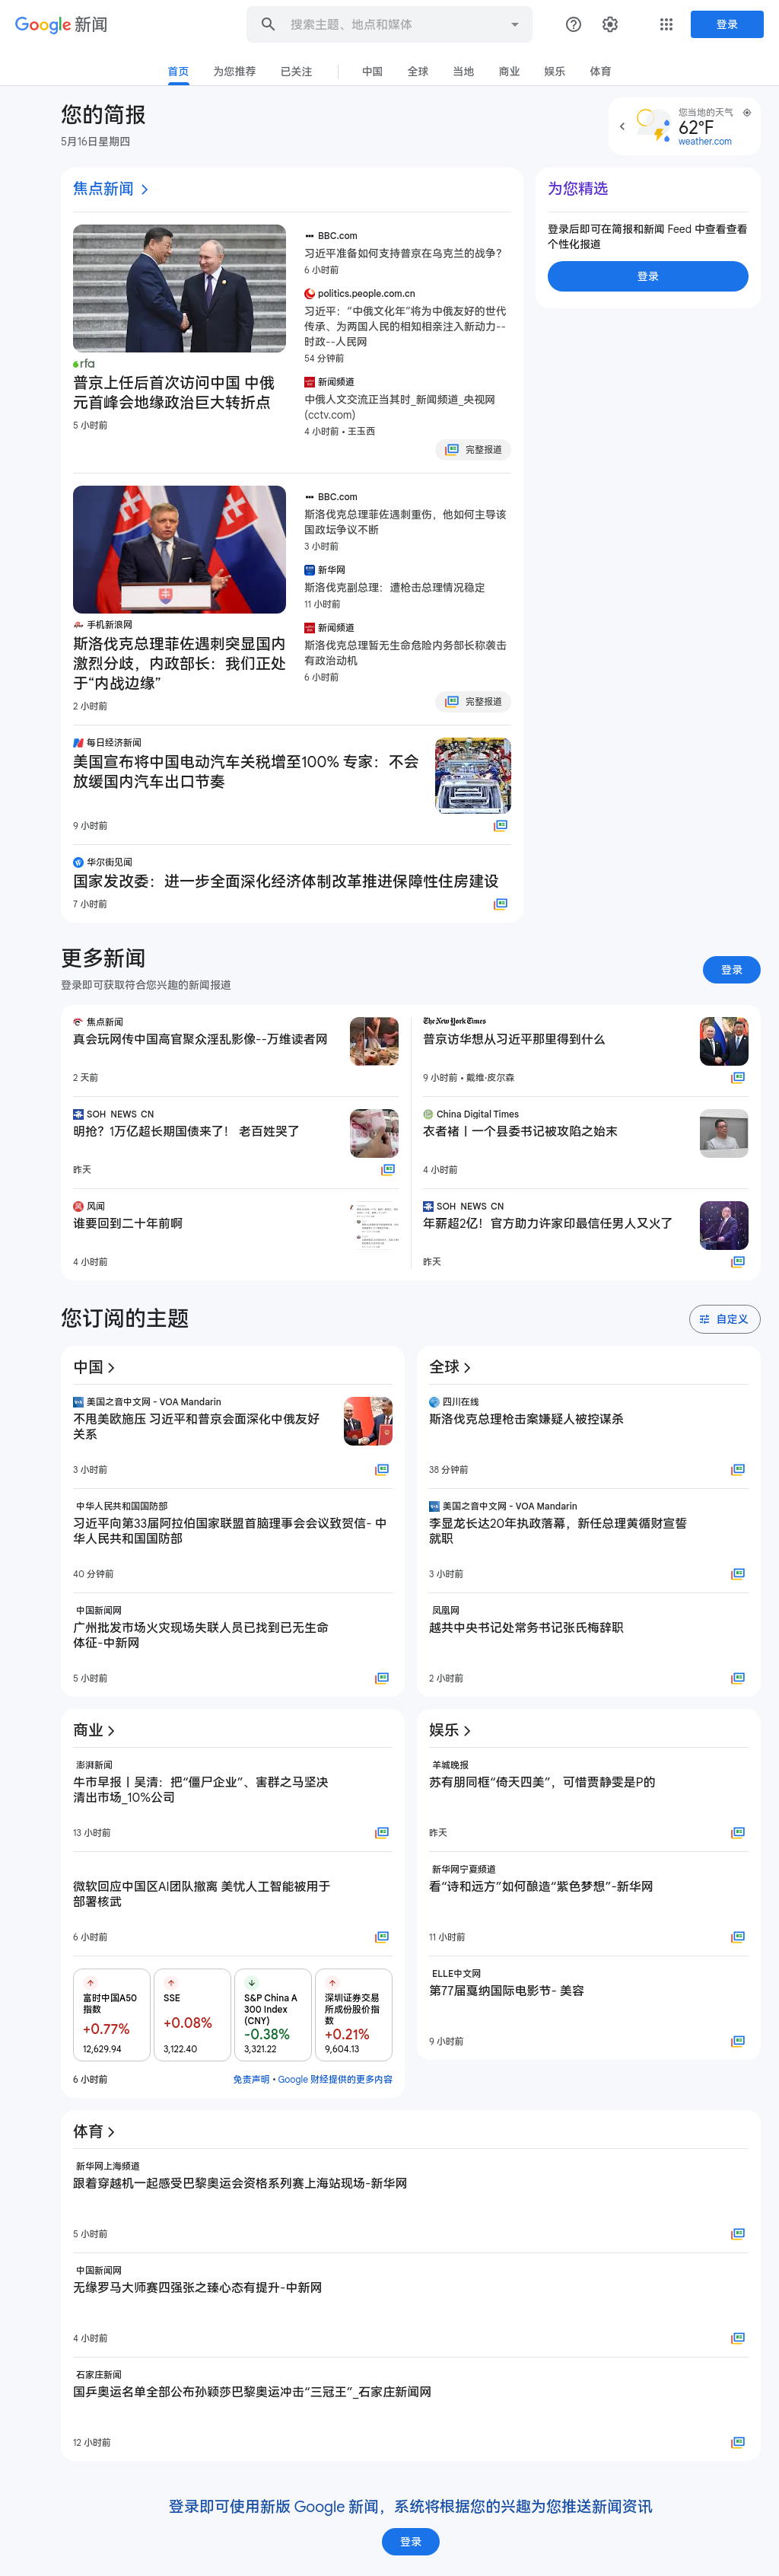 Google 新闻
搜索主题、地点和媒体
登录
首页 为您推荐 已关注 中国 全球 当地 商业 娱乐 体育
您的简报
5月16日星期四
您当地的天气
62°F
weather.com
焦点新闻
rfa
普京上任后首次访问中国 中俄
元首峰会地缘政治巨大转折点
5 小时前
BBC.com
习近平准备如何支持普京在乌克兰的战争？
6 小时前
politics.people.com.cn
习近平：“中俄文化年”将为中俄友好的世代
传承、为两国人民的相知相亲注入新动力--
时政--人民网
54 分钟前
新闻频道
中俄人文交流正当其时_新闻频道_央视网
(cctv.com)
4 小时前 • 王玉西
完整报道
为您精选
登录后即可在简报和新闻 Feed 中查看查看
个性化报道
登录
手机新浪网
斯洛伐克总理菲佐遇刺突显国内
激烈分歧，内政部长：我们正处
于“内战边缘”
2 小时前
BBC.com
斯洛伐克总理菲佐遇刺重伤，他如何主导该
国政坛争议不断
3 小时前
新华网
斯洛伐克副总理：遭枪击总理情况稳定
11 小时前
新闻频道
斯洛伐克总理暂无生命危险内务部长称袭击
有政治动机
6 小时前
完整报道
每日经济新闻
美国宣布将中国电动汽车关税增至100% 专家：不会
放缓国内汽车出口节奏
9 小时前
华尔街见闻
国家发改委：进一步全面深化经济体制改革推进保障性住房建设
7 小时前
更多新闻
登录即可获取符合您兴趣的新闻报道
登录
焦点新闻
真会玩网传中国高官聚众淫乱影像--万维读者网
2 天前
The New York Times
普京访华想从习近平那里得到什么
9 小时前 • 戴维·皮尔森
SOH_NEWS_CN
明抢？1万亿超长期国债来了！ 老百姓哭了
昨天
China Digital Times
衣者褚丨一个县委书记被攻陷之始末
4 小时前
风闻
谁要回到二十年前啊
4 小时前
SOH_NEWS_CN
年薪超2亿！官方助力许家印最信任男人又火了
昨天
您订阅的主题
自定义
中国
美国之音中文网 - VOA Mandarin
不甩美欧施压 习近平和普京会面深化中俄友好
关系
3 小时前
中华人民共和国国防部
习近平向第33届阿拉伯国家联盟首脑理事会会议致贺信- 中
华人民共和国国防部
40 分钟前
中国新闻网
广州批发市场火灾现场失联人员已找到已无生命
体征-中新网
5 小时前
全球
四川在线
斯洛伐克总理枪击案嫌疑人被控谋杀
38 分钟前
美国之音中文网 - VOA Mandarin
李显龙长达20年执政落幕，新任总理黄循财宣誓
就职
3 小时前
凤凰网
越共中央书记处常务书记张氏梅辞职
2 小时前
商业
澎湃新闻
牛市早报丨吴清：把“僵尸企业”、害群之马坚决
清出市场_10%公司
13 小时前
微软回应中国区AI团队撤离 美忧人工智能被用于
部署核武
6 小时前
富时中国A50
指数
+0.77%
12,629.94
SSE
+0.08%
3,122.40
S&P China A
300 Index
(CNY)
-0.38%
3,321.22
深圳证券交易
所成份股价指
数
+0.21%
9,604.13
6 小时前
免责声明 • Google 财经提供的更多内容
娱乐
羊城晚报
苏有朋同框“倚天四美”，可惜贾静雯是P的
昨天
新华网宁夏频道
看“诗和远方”如何酿造“紫色梦想”-新华网
11 小时前
ELLE中文网
第77届戛纳国际电影节- 美容
9 小时前
体育
新华网上海频道
跟着穿越机一起感受巴黎奥运会资格系列赛上海站现场-新华网
5 小时前
中国新闻网
无缘罗马大师赛四强张之臻心态有提升-中新网
4 小时前
石家庄新闻
国乒奥运名单全部公布孙颖莎巴黎奥运冲击“三冠王”_石家庄新闻网
12 小时前
登录即可使用新版 Google 新闻，系统将根据您的兴趣为您推送新闻资讯
登录